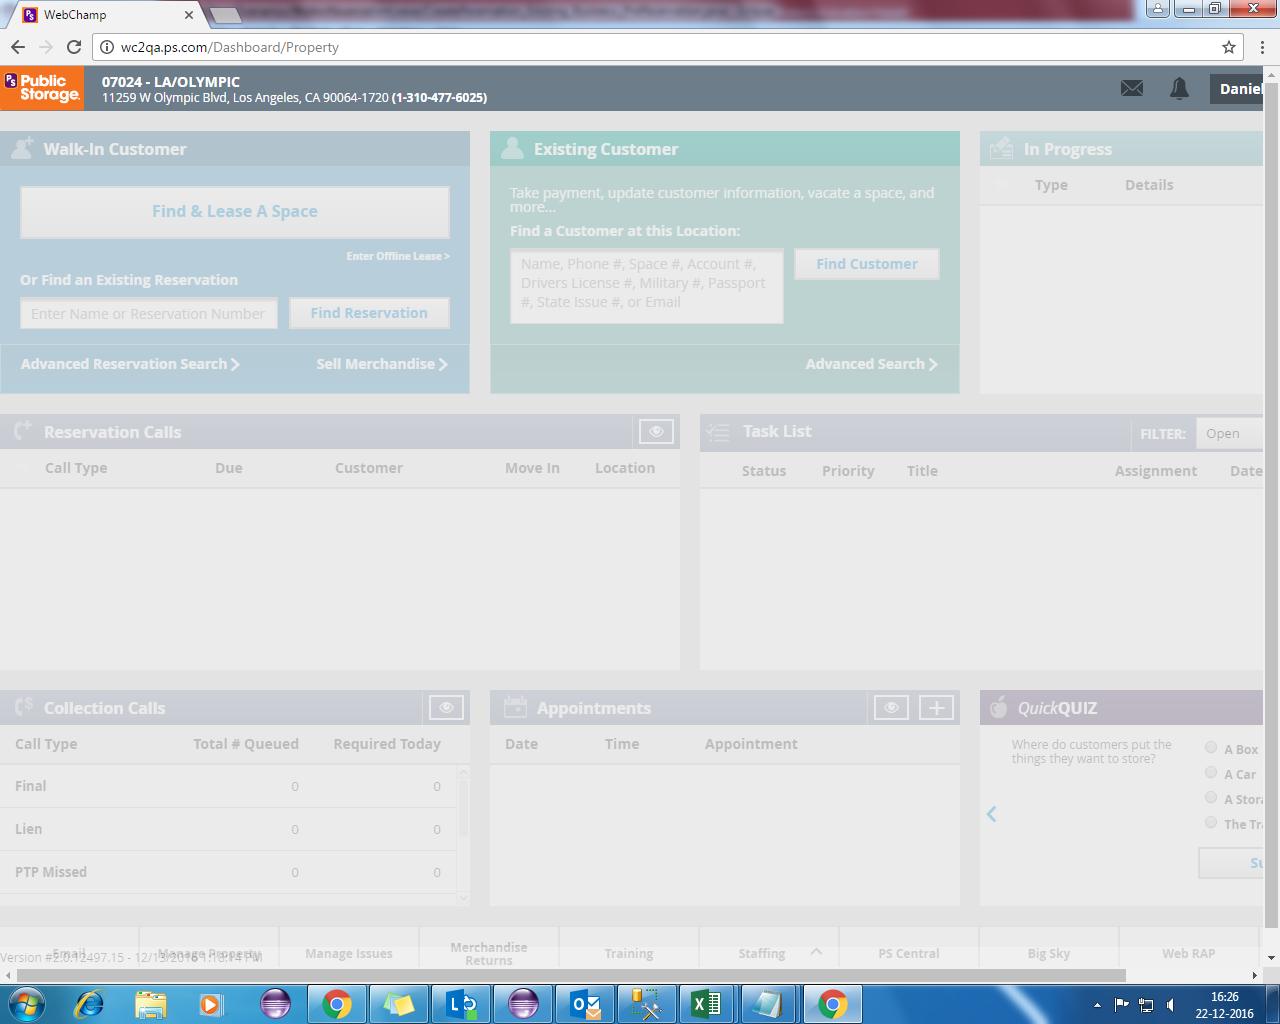 WebChamp
wc2qa.ps.com/Dashboard/Property
PS Public Storage
07024 - LA/OLYMPIC
11259 W Olympic Blvd, Los Angeles, CA 90064-1720 (1-310-477-6025)
Daniel
Walk-In Customer
Find & Lease A Space
Enter Offline Lease >
Or Find an Existing Reservation
Enter Name or Reservation Number
Find Reservation
Advanced Reservation Search
Sell Merchandise
Existing Customer
Take payment, update customer information, vacate a space, and
more...
Find a Customer at this Location:
Name, Phone #, Space #, Account #,
Drivers License #, Military #, Passport
#, State Issue #, or Email
Find Customer
Advanced Search
In Progress
Type Details
Reservation Calls
Call Type Due Customer Move In Location
Task List
FILTER: Open
Status Priority Title Assignment Date
Collection Calls
Call Type Total # Queued Required Today
Final 0 0
Lien 0 0
PTP Missed 0 0
Appointments
Date Time Appointment
QuickQUIZ
Where do customers put the
things they want to store?
A Box
A Car
A Stora
The Tra
Su
Email Manage Property Manage Issues Merchandise Returns Training Staffing PS Central Big Sky Web RAP
Version #2.0.12497.15 - 12/13/2016 1:18:14 PM
16:26
22-12-2016